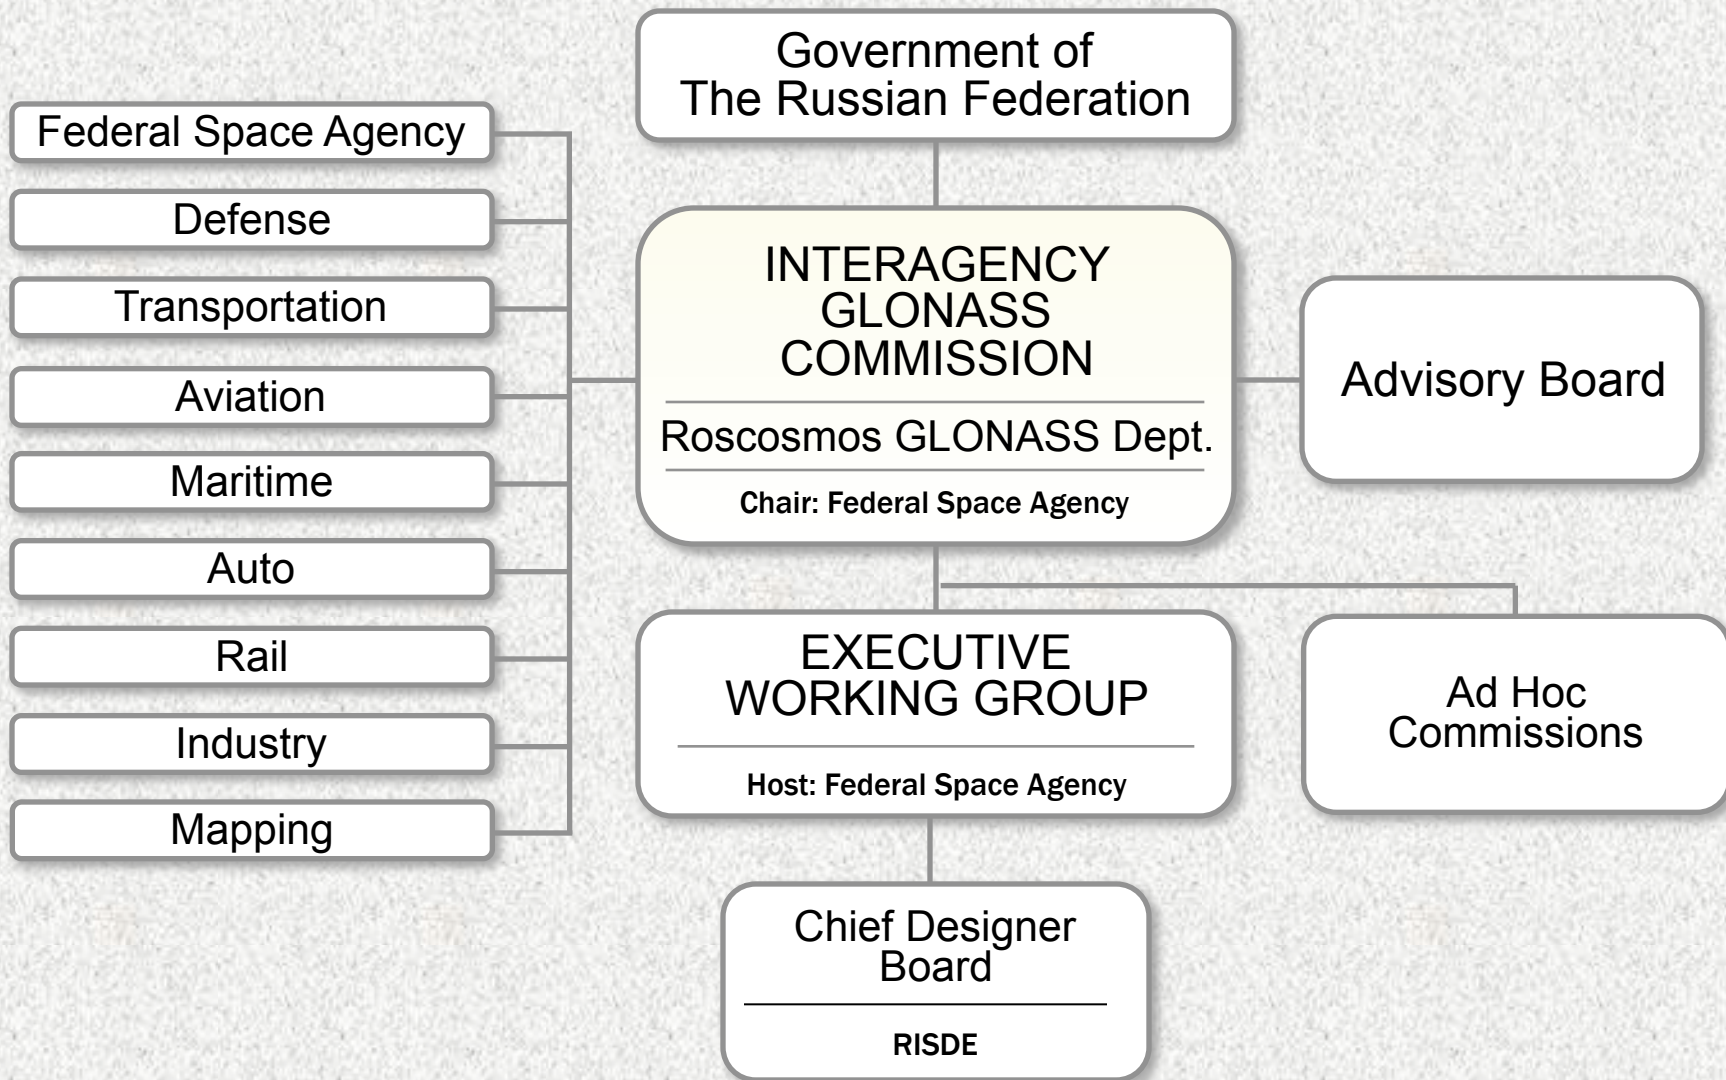 Government of
The Russian Federation
Federal Space Agency
Defense
Transportation
Aviation
Maritime
Auto
Rail
Industry
Mapping
INTERAGENCY
GLONASS
COMMISSION
Roscosmos GLONASS Dept.
Chair: Federal Space Agency
Advisory Board
EXECUTIVE
WORKING GROUP
Host: Federal Space Agency
Ad Hoc
Commissions
Chief Designer
Board
RISDE